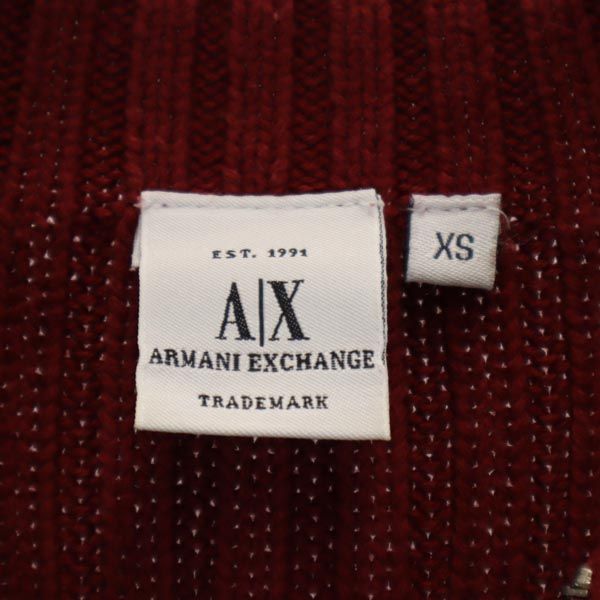 EST. 1991
A|X
ARMANI EXCHANGE
TRADEMARK
XS